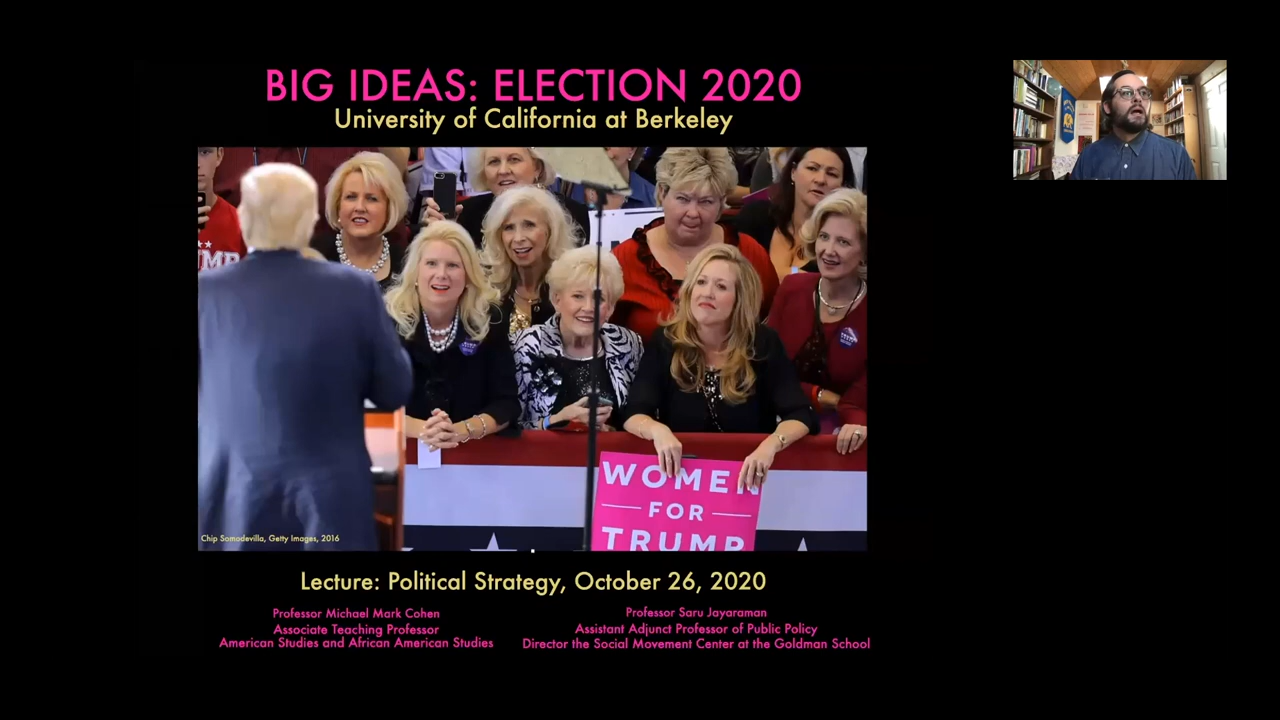 BIG IDEAS: ELECTION 2020
University of California at Berkeley
WOMEN
FOR
TRUMP
Chip Somodevilla, Getty Images, 2016
Lecture: Political Strategy, October 26, 2020
Professor Michael Mark Cohen
Associate Teaching Professor
American Studies and African American Studies
Professor Saru Jayaraman
Assistant Adjunct Professor of Public Policy
Director the Social Movement Center at the Goldman School